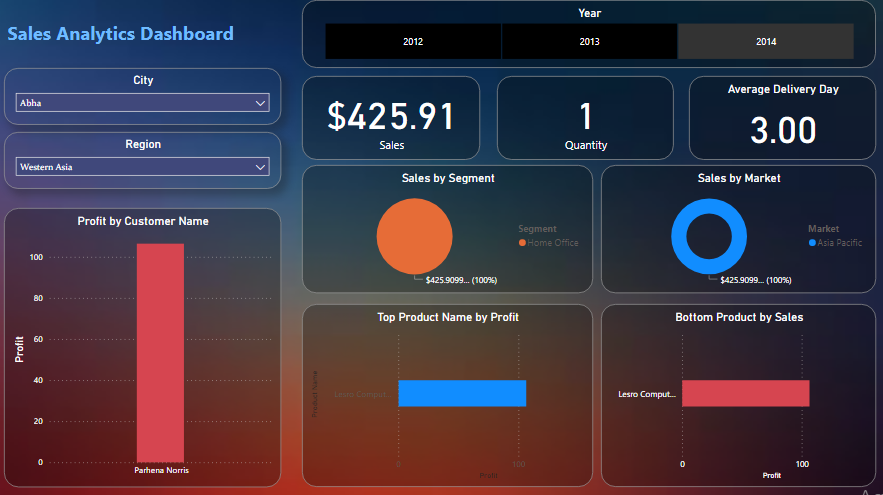 Sales Analytics Dashboard
Year
2012
2013
2014
City
Abha
Region
Western Asia
$425.91
Sales
1
Quantity
Average Delivery Day
3.00
Sales by Segment
Segment
Home Office
$425.9099... (100%)
Sales by Market
Market
Asia Pacific
$425.9099... (100%)
Profit by Customer Name
Profit
100
80
60
40
20
0
Parhena Norris
Top Product Name by Profit
Product Name
Lesro Comput...
0
100
Profit
Bottom Product by Sales
Lesro Comput...
0
100
Profit